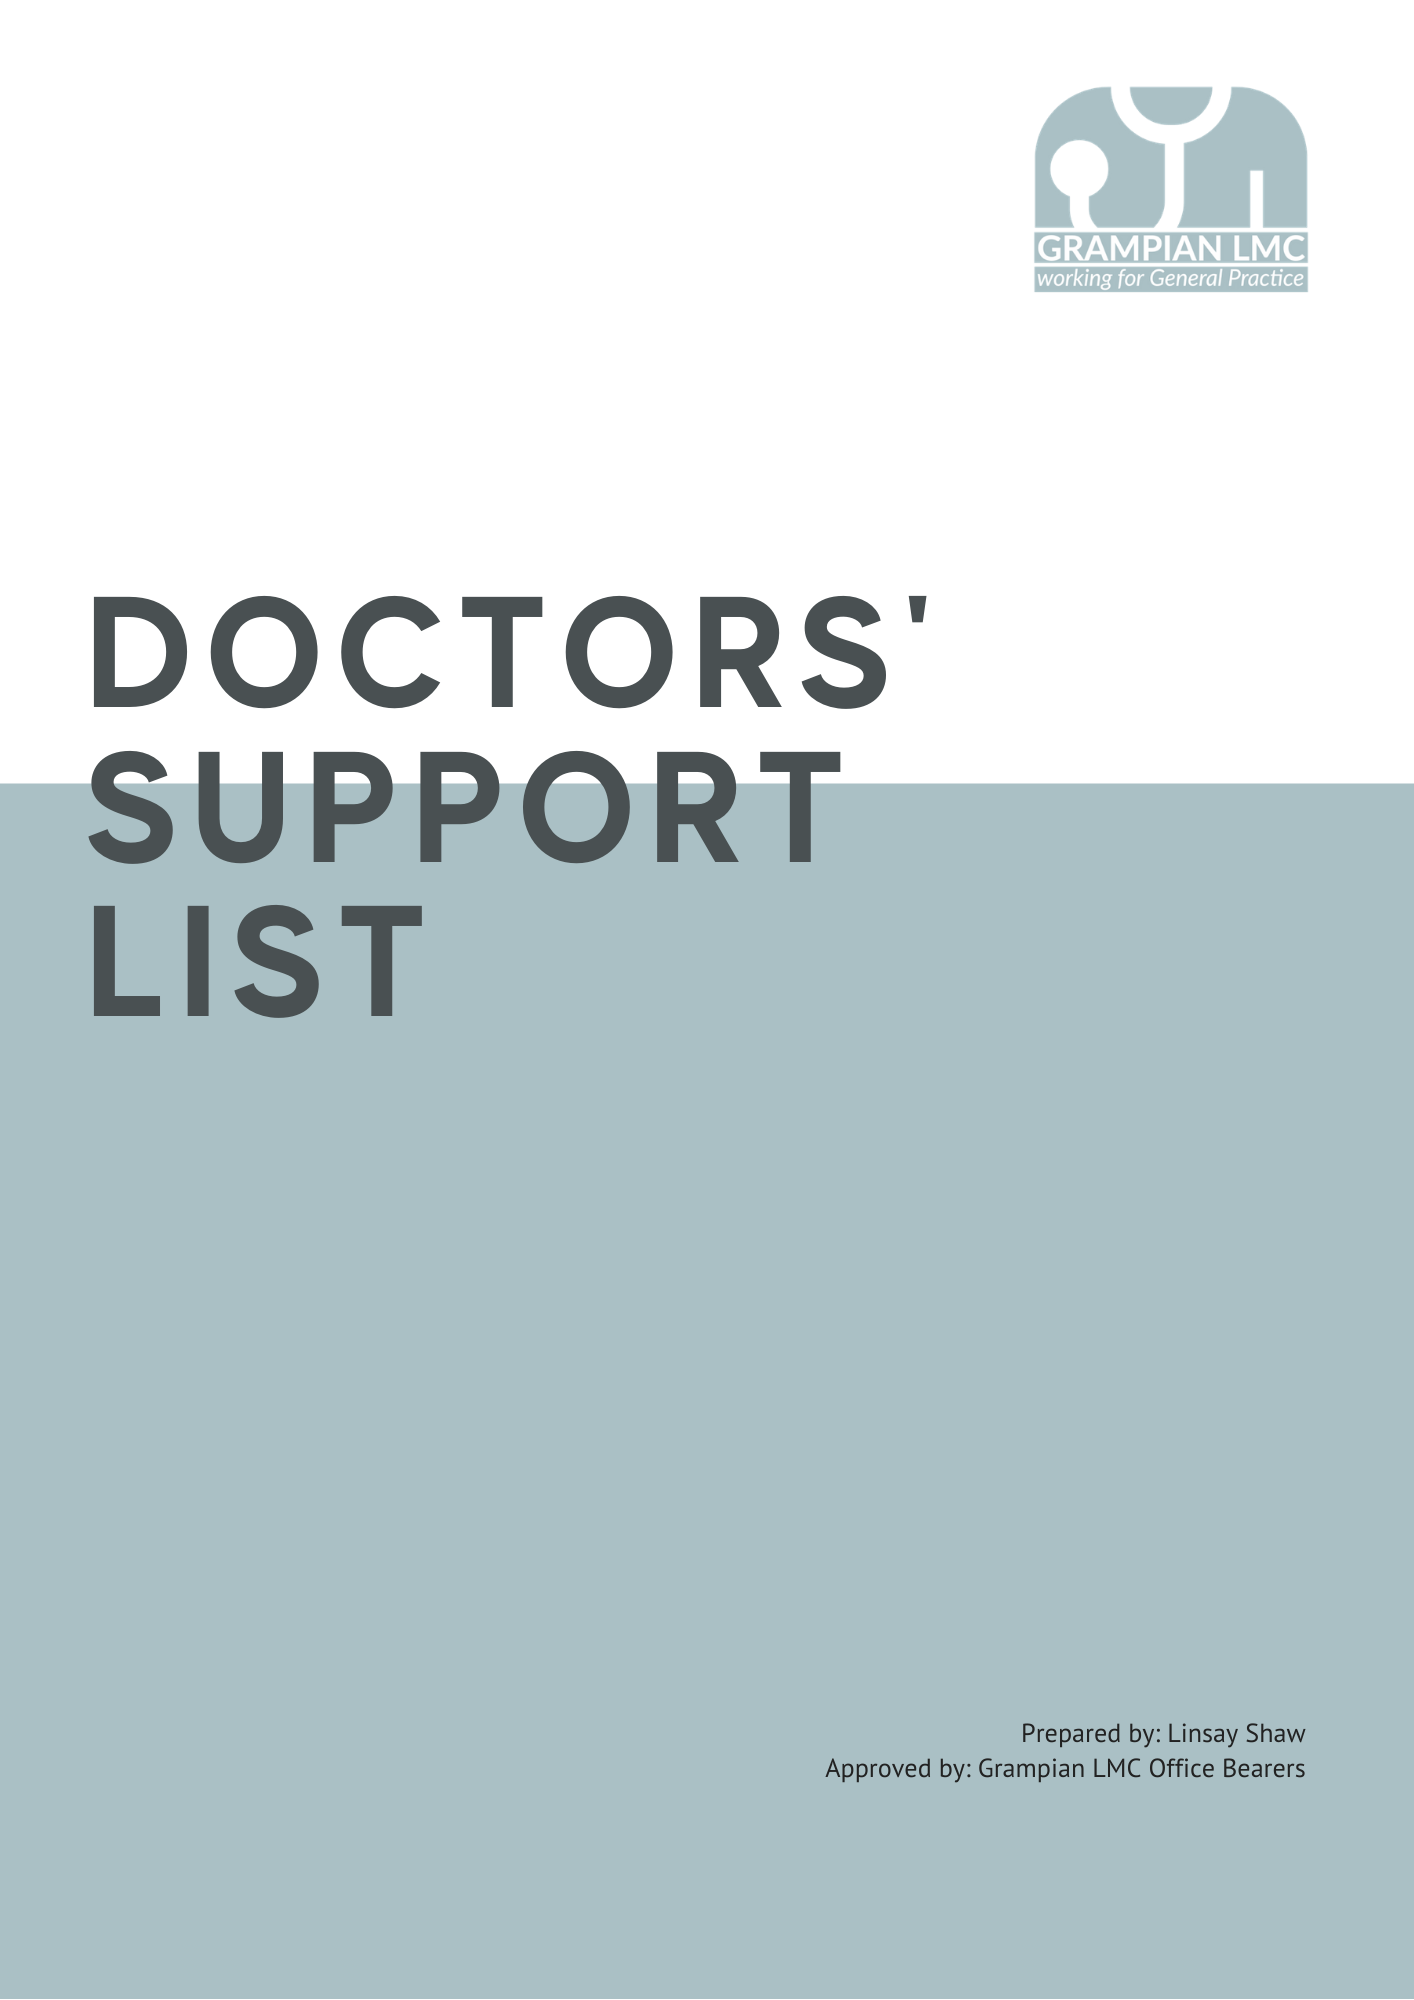 GRAMPIAN LMC
working for General Practice
DOCTORS'
SUPPORT
LIST
Prepared by: Linsay Shaw
Approved by: Grampian LMC Office Bearers